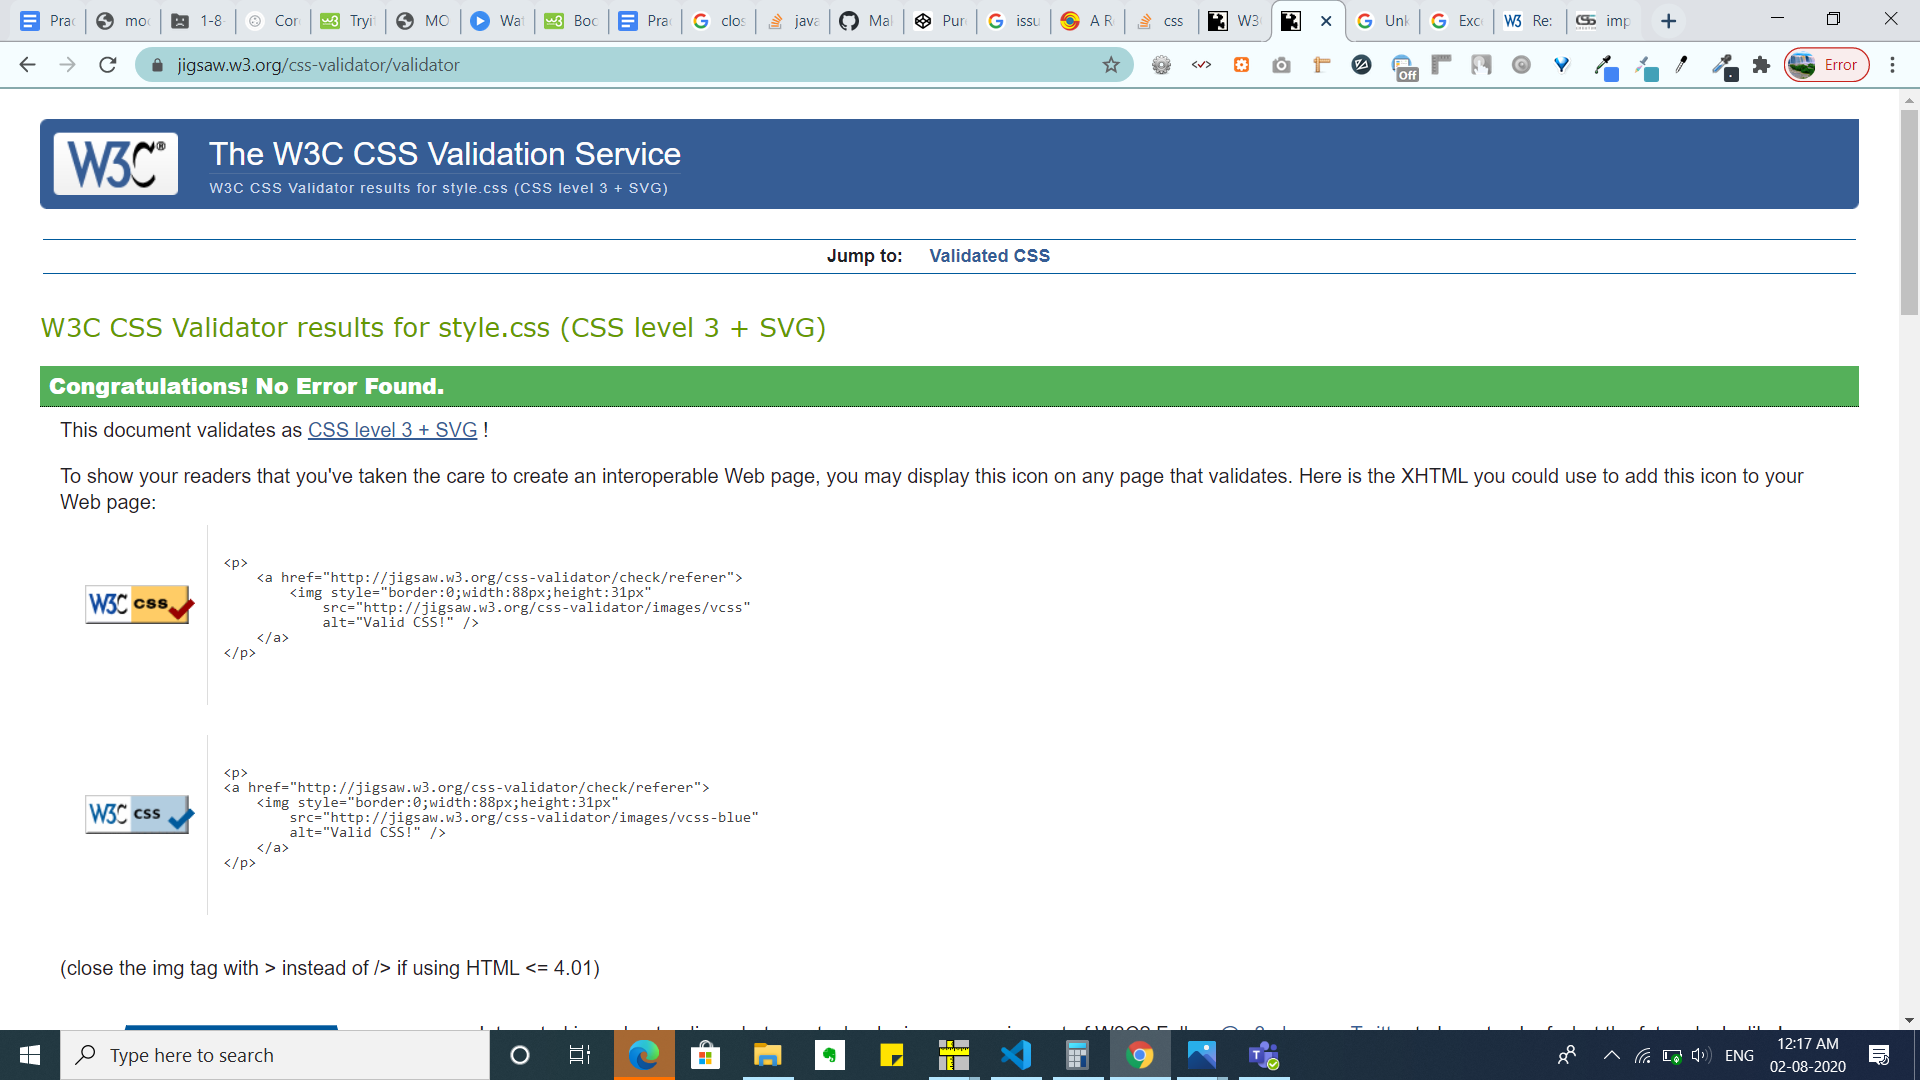 Pra
moc
1-8-
Cor
Tryi
MO
Wat
Boc
Prac
clos
java
Mal
Pur
issu
A R
css
W3
Unk
Exc
Re:
imp
jigsaw.w3.org/css-validator/validator
Off
Error
W3C®
The W3C CSS Validation Service
W3C CSS Validator results for style.css (CSS level 3 + SVG)
Jump to: Validated CSS
W3C CSS Validator results for style.css (CSS level 3 + SVG)
Congratulations! No Error Found.
This document validates as CSS level 3 + SVG !
To show your readers that you've taken the care to create an interoperable Web page, you may display this icon on any page that validates. Here is the XHTML you could use to add this icon to your
Web page:
<p>
<a href="http://jigsaw.w3.org/css-validator/check/referer">
<img style="border:0;width:88px;height:31px"
W3C css
src="http://jigsaw.w3.org/css-validator/images/vcss"
alt="Valid CSS!" />
</a>
</p>
<p>
<a href="http://jigsaw.w3.org/css-validator/check/referer">
<img style="border:0;width:88px;height:31px"
W3C css
src="http://jigsaw.w3.org/css-validator/images/vcss-blue"
alt="Valid CSS!" />
</a>
</p>
(close the img tag with > instead of /> if using HTML <= 4.01)
Type here to search
ENG
12:17 AM
02-08-2020